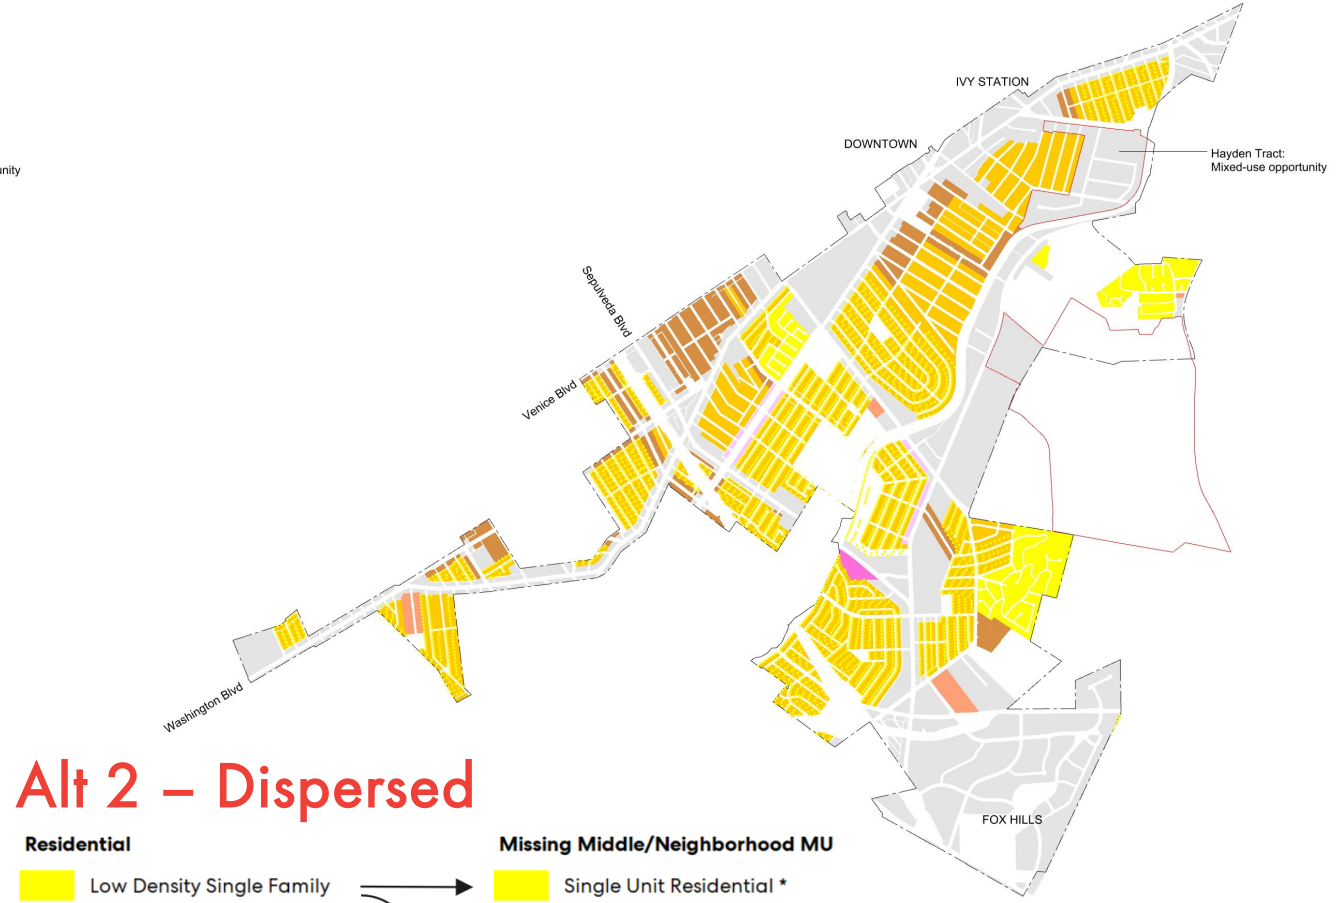 IVY STATION
DOWNTOWN
Hayden Tract:
Mixed-use opportunity
unity
Sepulveda Blvd
Venice Blvd
Washington Blvd
FOX HILLS
Alt 2 – Dispersed
Residential
Missing Middle/Neighborhood MU
Low Density Single Family
Single Unit Residential *